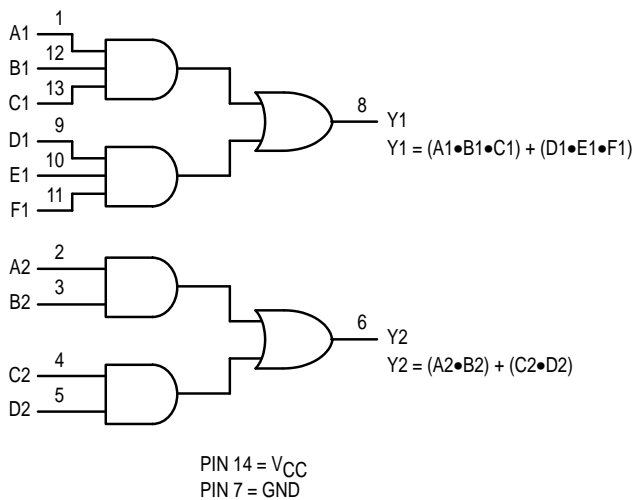 A1 1
B1 12
C1 13
D1 9
E1 10
F1 11
8 Y1
Y1 = (A1•B1•C1) + (D1•E1•F1)
A2 2
B2 3
C2 4
D2 5
6 Y2
Y2 = (A2•B2) + (C2•D2)
PIN 14 = VCC
PIN 7 = GND